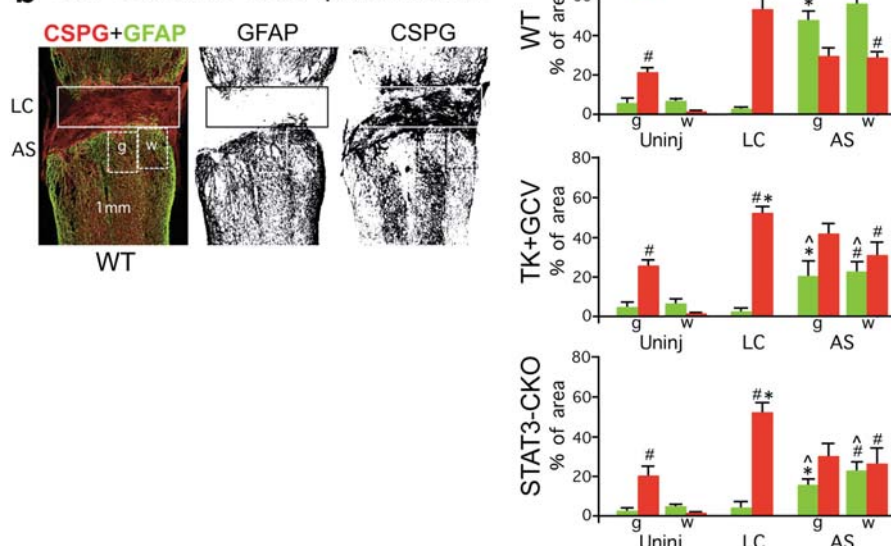 b
CSPG+GFAP GFAP CSPG
LC
AS
g w
1mm
WT
WT
% of area
60
40
20
0
*
#
#
g w g w
Uninj LC AS
TK+GCV
% of area
80
60
40
20
0
#
#*
^
*
^
#
#
g w g w
Uninj LC AS
STAT3-CKO
% of area
80
60
40
20
0
#
#*
^
*
^
#
#
g w g w
Uninj LC AS